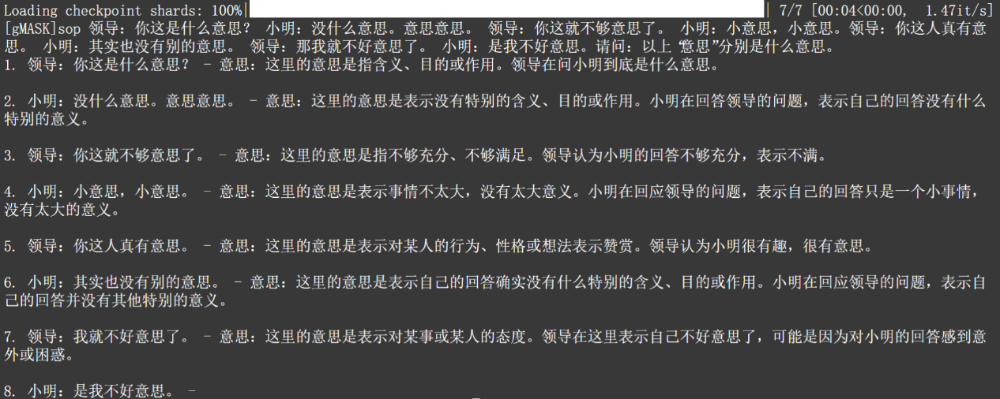 Loading checkpoint shards: 100%| | 7/7 [00:04<00:00,  1.47it/s]
[gMASK]sop 领导：你这是什么意思？ 小明：没什么意思。意思意思。 领导：你这就不够意思了。 小明：小意思，小意思。领导：你这人真有意
思。 小明：其实也没有别的意思。 领导：那我就不好意思了。 小明：是我不好意思。请问：以上“意思”分别是什么意思。
1. 领导：你这是什么意思？ - 意思：这里的意思是指含义、目的或作用。领导在问小明到底是什么意思。
2. 小明：没什么意思。意思意思。 - 意思：这里的意思是表示没有特别的含义、目的或作用。小明在回答领导的问题，表示自己的回答没有什么
特别的意义。
3. 领导：你这就不够意思了。 - 意思：这里的意思是指不够充分、不够满足。领导认为小明的回答不够充分，表示不满。
4. 小明：小意思，小意思。 - 意思：这里的意思是表示事情不太大，没有太大意义。小明在回应领导的问题，表示自己的回答只是一个小事情，
没有太大的意义。
5. 领导：你这人真有意思。 - 意思：这里的意思是表示对某人的行为、性格或想法表示赞赏。领导认为小明很有趣，很有意思。
6. 小明：其实也没有别的意思。 - 意思：这里的意思是表示自己的回答确实没有什么特别的含义、目的或作用。小明在回应领导的问题，表示自
己的回答并没有其他特别的意义。
7. 领导：我就不好意思了。 - 意思：这里的意思是表示对某事或某人的态度。领导在这里表示自己不好意思了，可能是因为对小明的回答感到意
外或困惑。
8. 小明：是我不好意思。 -